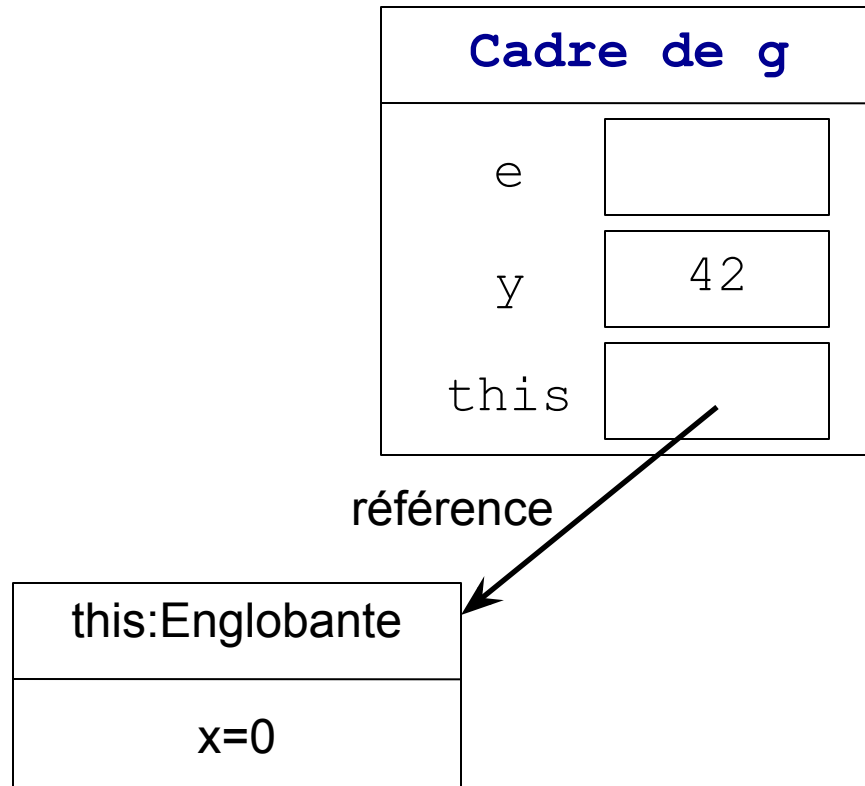 Cadre de g
e
y 42
this
référence
this:Englobante
x=0